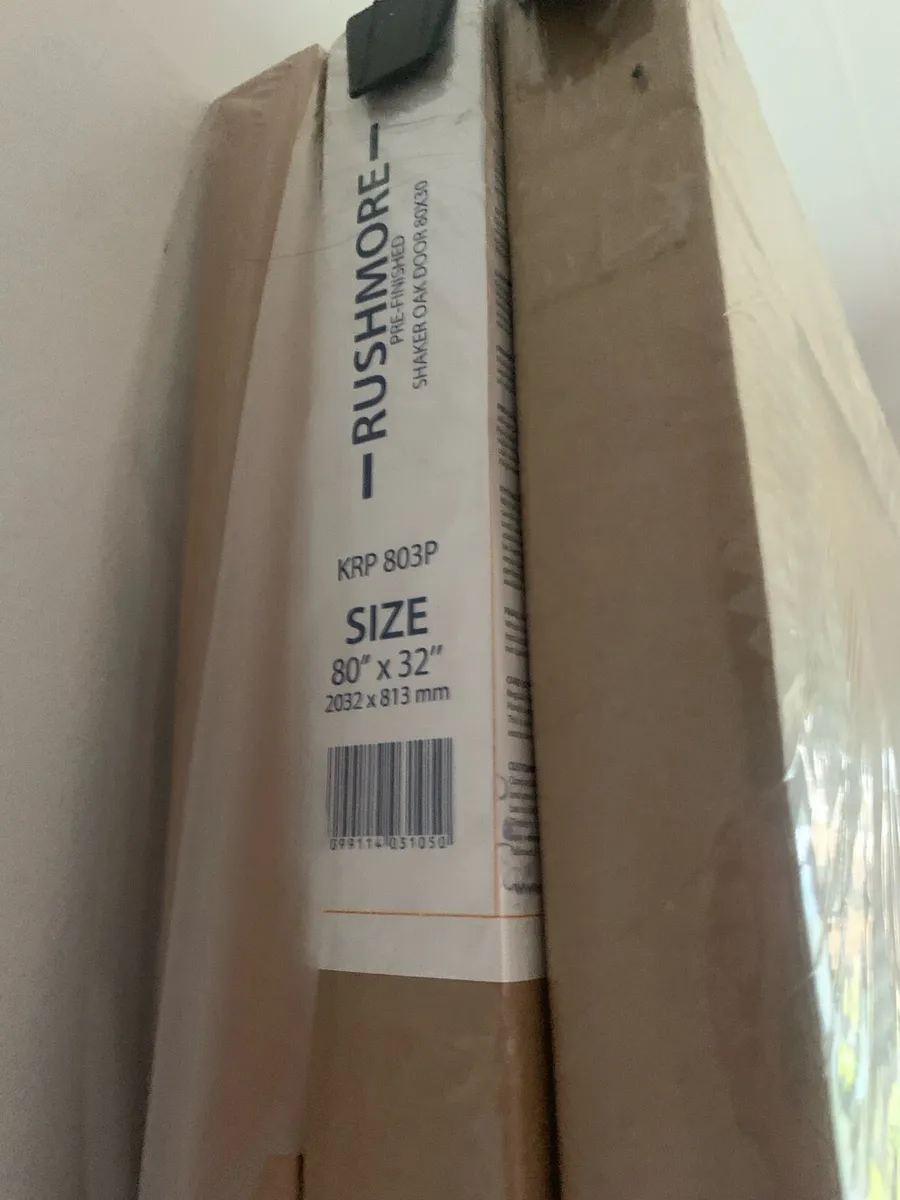 — RUSHMORE —
PRE-FINISHED
SHAKER OAK DOOR 80X30
KRP 803P
SIZE
80” x 32”
2032 x 813 mm
099114 031050